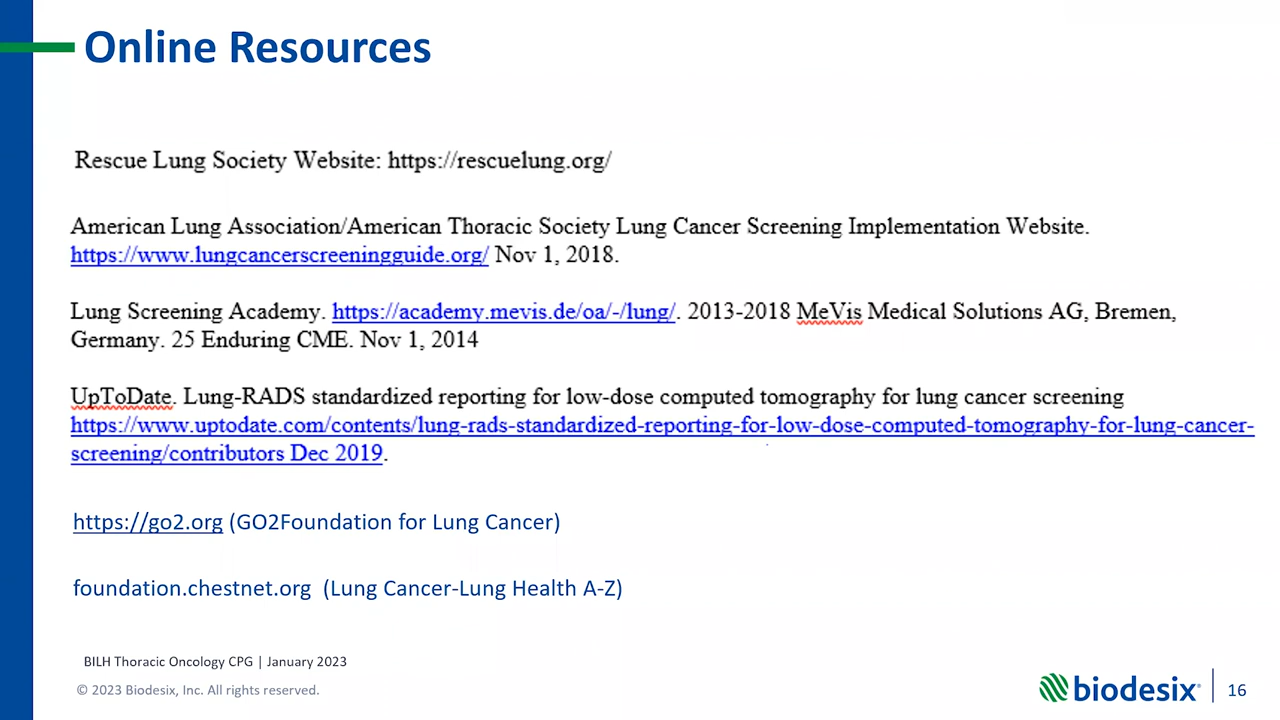 Online Resources
Rescue Lung Society Website: https://rescuelung.org/
American Lung Association/American Thoracic Society Lung Cancer Screening Implementation Website.
https://www.lungcancerscreeningguide.org/ Nov 1, 2018.
Lung Screening Academy. https://academy.mevis.de/oa/-/lung/. 2013-2018 MeVis Medical Solutions AG, Bremen,
Germany. 25 Enduring CME. Nov 1, 2014
UpToDate. Lung-RADS standardized reporting for low-dose computed tomography for lung cancer screening
https://www.uptodate.com/contents/lung-rads-standardized-reporting-for-low-dose-computed-tomography-for-lung-cancer-
screening/contributors Dec 2019.
https://go2.org (GO2Foundation for Lung Cancer)
foundation.chestnet.org (Lung Cancer-Lung Health A-Z)
BILH Thoracic Oncology CPG | January 2023
© 2023 Biodesix, Inc. All rights reserved.
biodesix®
16